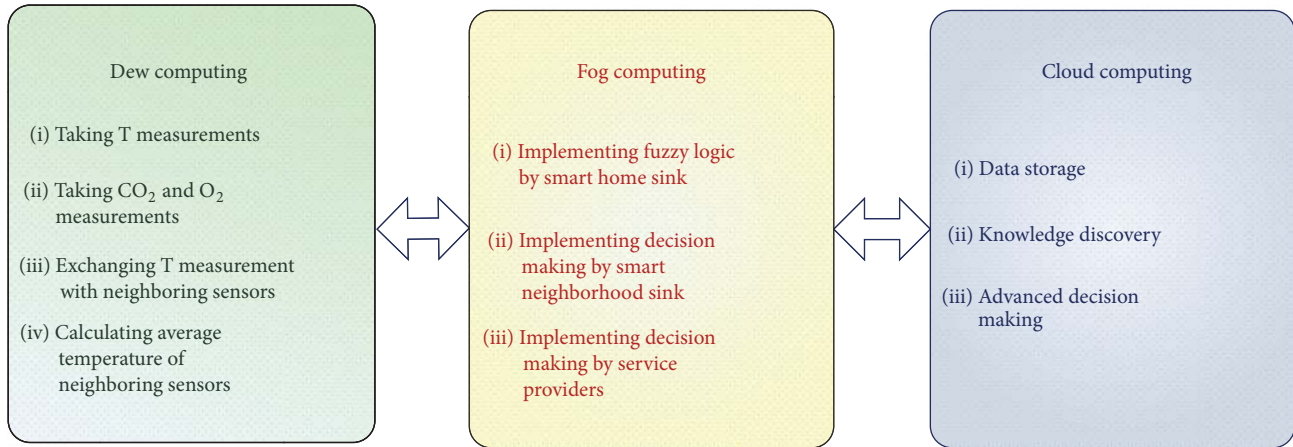 Dew computing
(i) Taking T measurements
(ii) Taking CO₂ and O₂
measurements
(iii) Exchanging T measurement
with neighboring sensors
(iv) Calculating average
temperature of
neighboring sensors
Fog computing
(i) Implementing fuzzy logic
by smart home sink
(ii) Implementing decision
making by smart
neighborhood sink
(iii) Implementing decision
making by service
providers
Cloud computing
(i) Data storage
(ii) Knowledge discovery
(iii) Advanced decision
making